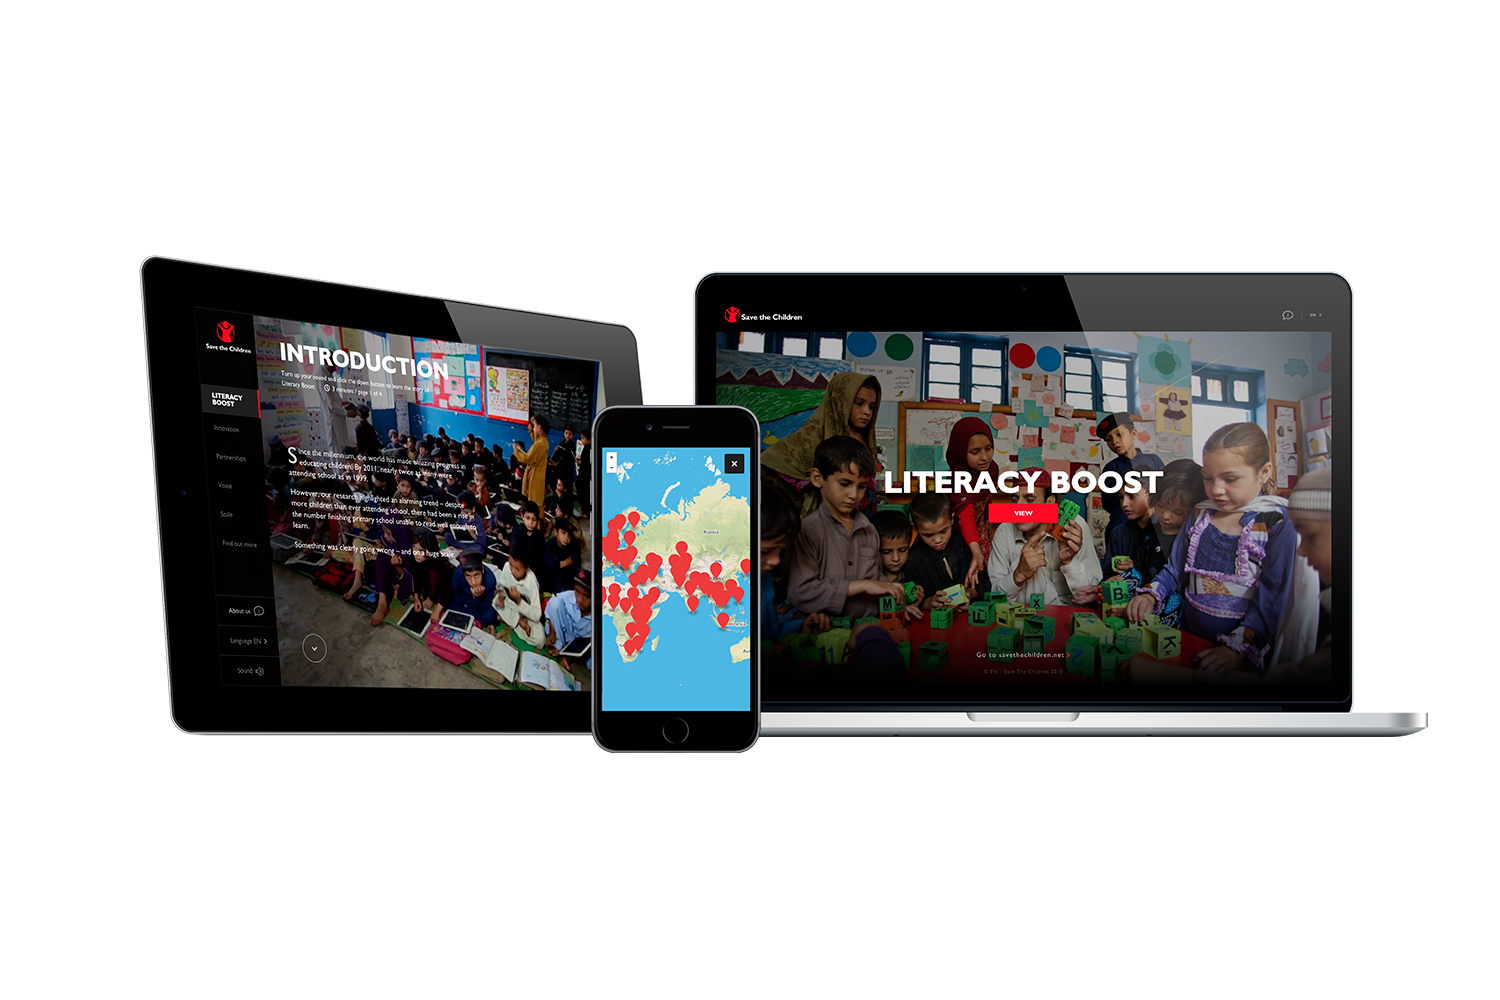 Save the Children
LITERACY
BOOST
Innovation
Partnerships
Voice
Scale
Find out more
About us
Language EN
Sound
INTRODUCTION
Turn up your sound and click the down button to learn the story of
Literacy Boost
3 minutes / page 1 of 4
Since the millennium, the world has made amazing progress in
educating children. By 2011, nearly twice as many were
attending school as in 1999.
However, our research highlighted an alarming trend – despite
more children than ever attending school, there had been a rise in
the number finishing primary school unable to read well enough to
learn.
Something was clearly going wrong – and on a huge scale
Save the Children
EN
LITERACY BOOST
VIEW
M
X
B
K
Go to savethechildren.net
© EN - Save The Children 2015